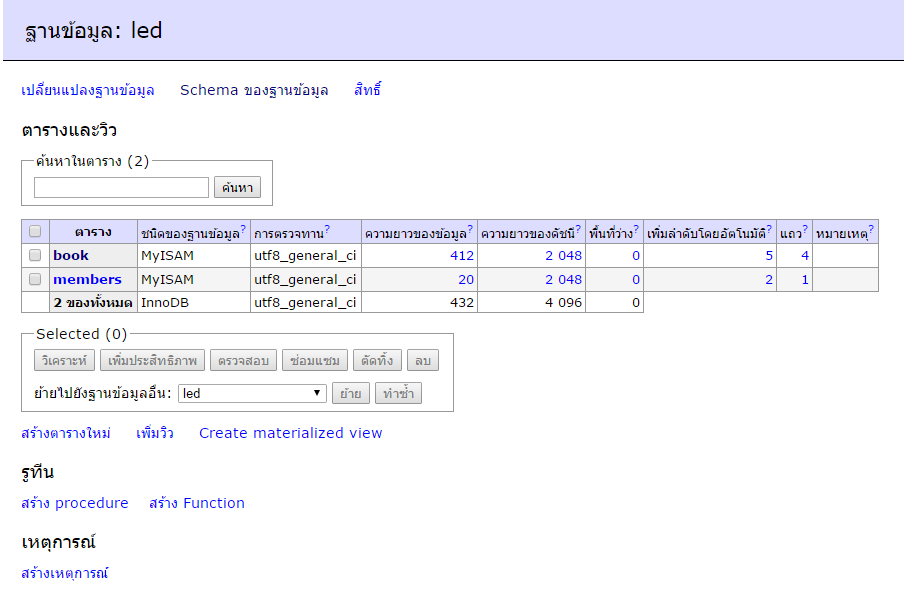 ฐานข้อมูล: led
เปลี่ยนแปลงฐานข้อมูล Schema ของฐานข้อมูล สิทธิ์
ตารางและวิว
ค้นหาในตาราง (2)
ค้นหา
ตาราง ชนิดของฐานข้อมูล? การตรวจทาน? ความยาวของข้อมูล? ความยาวของดัชนี? พื้นที่ว่าง? เพิ่มลำดับโดยอัตโนมัติ? แถว? หมายเหตุ?
book MyISAM utf8_general_ci 412 2 048 0 5 4
members MyISAM utf8_general_ci 20 2 048 0 2 1
2 ของทั้งหมด InnoDB utf8_general_ci 432 4 096 0
Selected (0)
วิเคราะห์ เพิ่มประสิทธิภาพ ตรวจสอบ ซ่อมแซม ตัดทิ้ง ลบ
ย้ายไปยังฐานข้อมูลอื่น: led ย้าย ทำซ้ำ
สร้างตารางใหม่ เพิ่มวิว Create materialized view
รูทีน
สร้าง procedure สร้าง Function
เหตุการณ์
สร้างเหตุการณ์